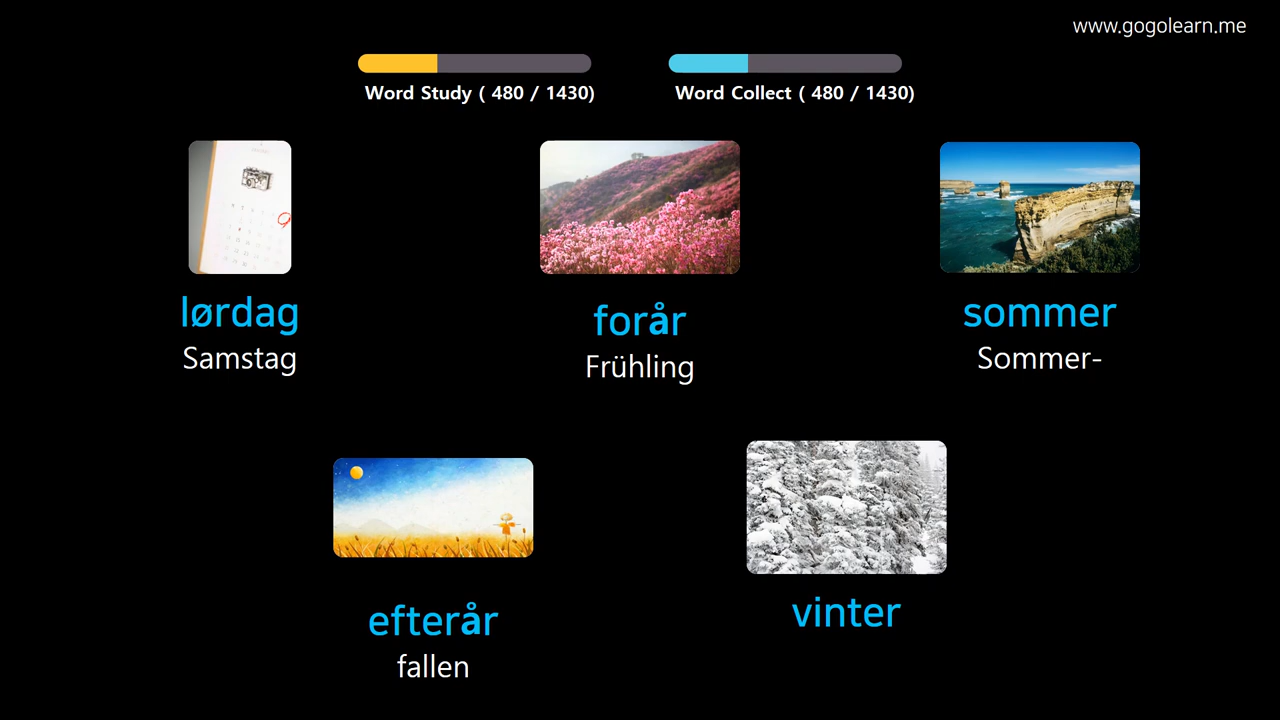 www.gogolearn.me
Word Study ( 480 / 1430)
Word Collect ( 480 / 1430)
lørdag
Samstag
forår
Frühling
sommer
Sommer-
efterår
fallen
vinter